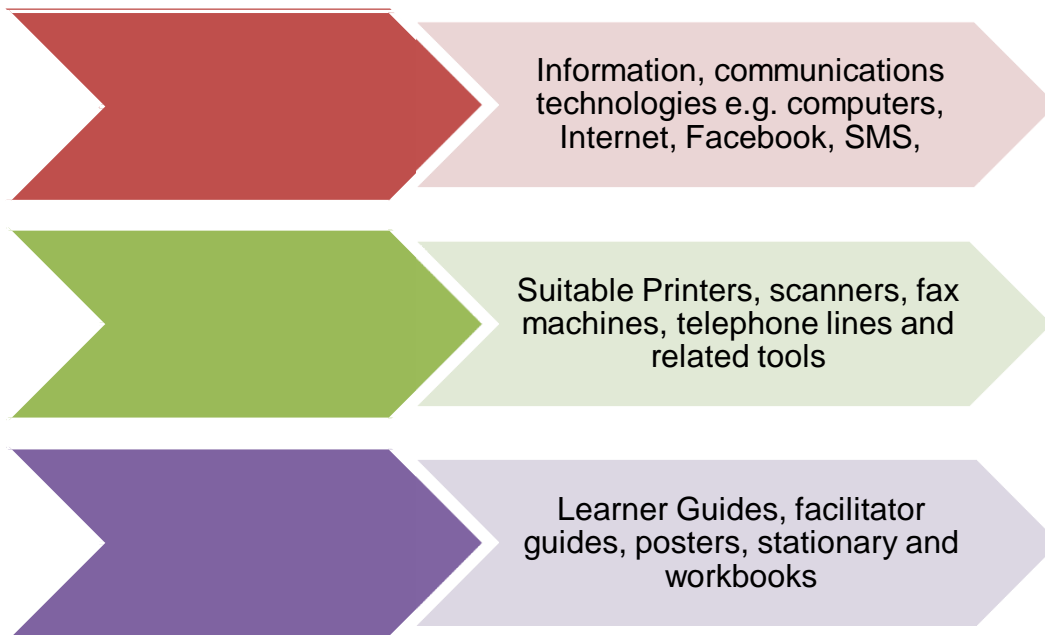 Information, communications
technologies e.g. computers,
Internet, Facebook, SMS,
Suitable Printers, scanners, fax
machines, telephone lines and
related tools
Learner Guides, facilitator
guides, posters, stationary and
workbooks